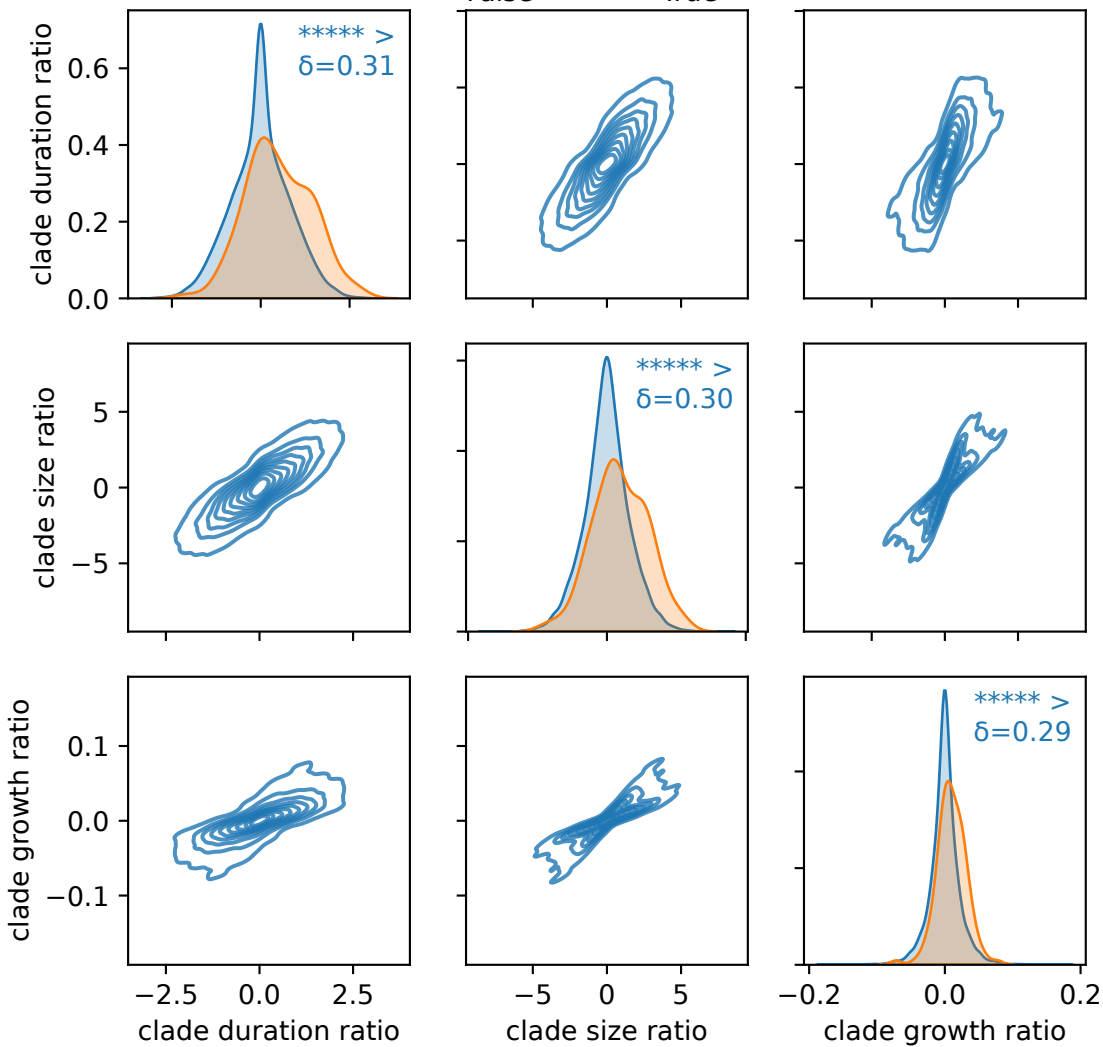 ***** >
δ=0.31
clade duration ratio
0.6
0.4
0.2
0.0
***** >
δ=0.30
clade size ratio
5
0
−5
***** >
δ=0.29
clade growth ratio
0.1
0.0
−0.1
−2.5 0.0 2.5 −5 0 5 −0.2 0.0 0.2
clade duration ratio clade size ratio clade growth ratio